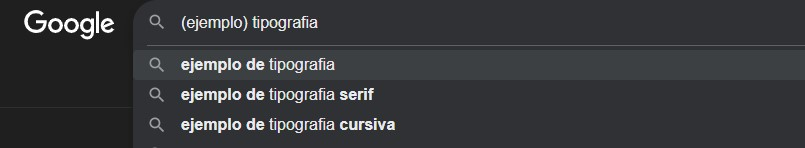 Google
(ejemplo) tipografia
ejemplo de tipografia
ejemplo de tipografia serif
ejemplo de tipografia cursiva